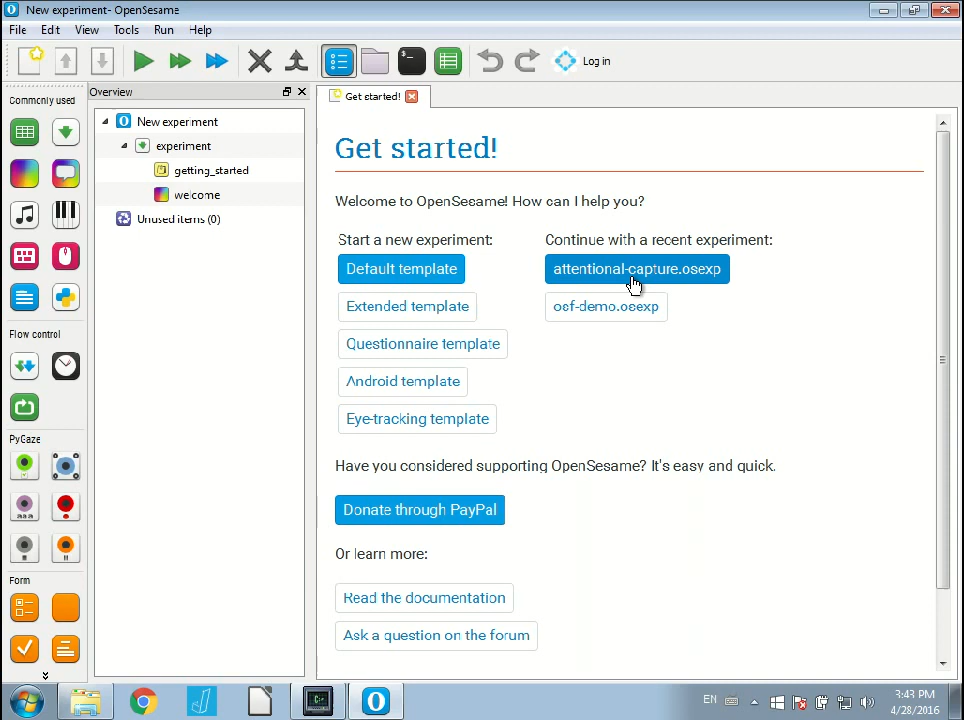 New experiment- OpenSesame
File Edit View Tools Run Help
Log in
Commonly used
Overview
Get started!
New experiment
experiment
getting_started
welcome
Unused items (0)
Flow control
PyGaze
Form
Get started!
Welcome to OpenSesame! How can I help you?
Start a new experiment:
Default template
Extended template
Questionnaire template
Android template
Eye-tracking template
Continue with a recent experiment:
attentional-capture.osexp
osf-demo.osexp
Have you considered supporting OpenSesame? It's easy and quick.
Donate through PayPal
Or learn more:
Read the documentation
Ask a question on the forum
EN
3:43 PM
4/28/2016